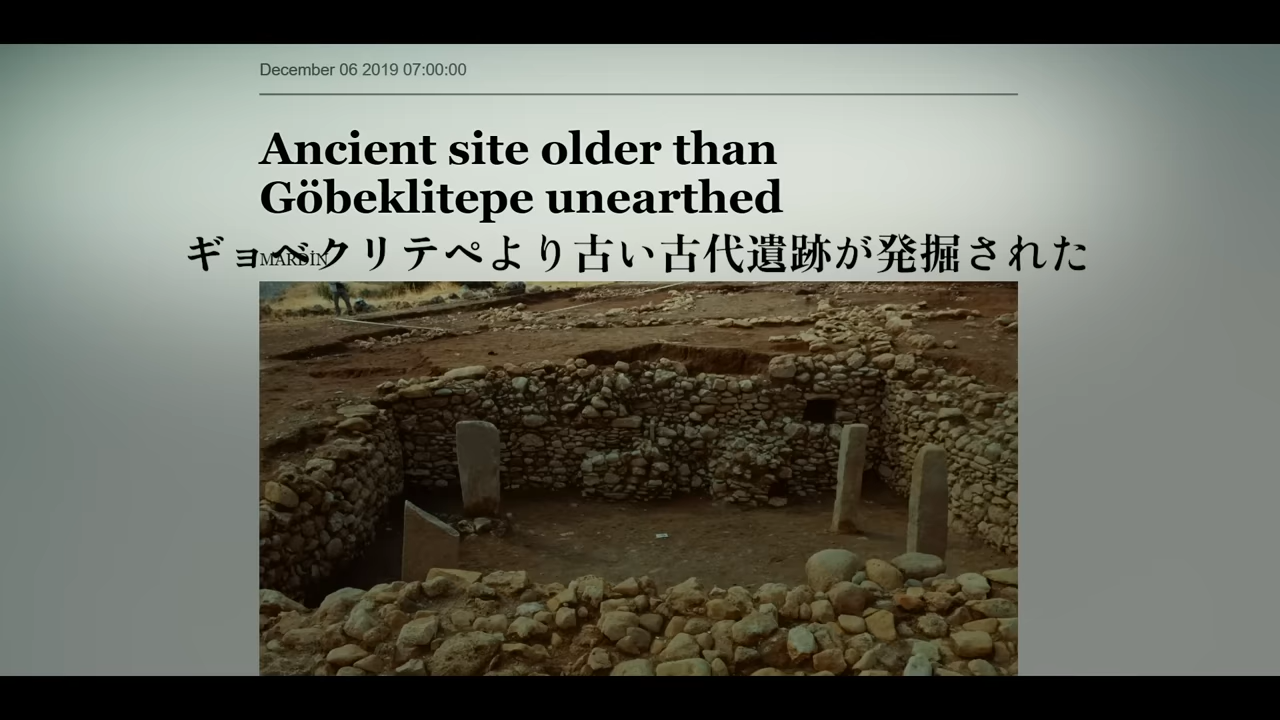 December 06 2019 07:00:00
Ancient site older than
Göbeklitepe unearthed
ギョベクリテペより古い古代遺跡が発掘された
MARDİN